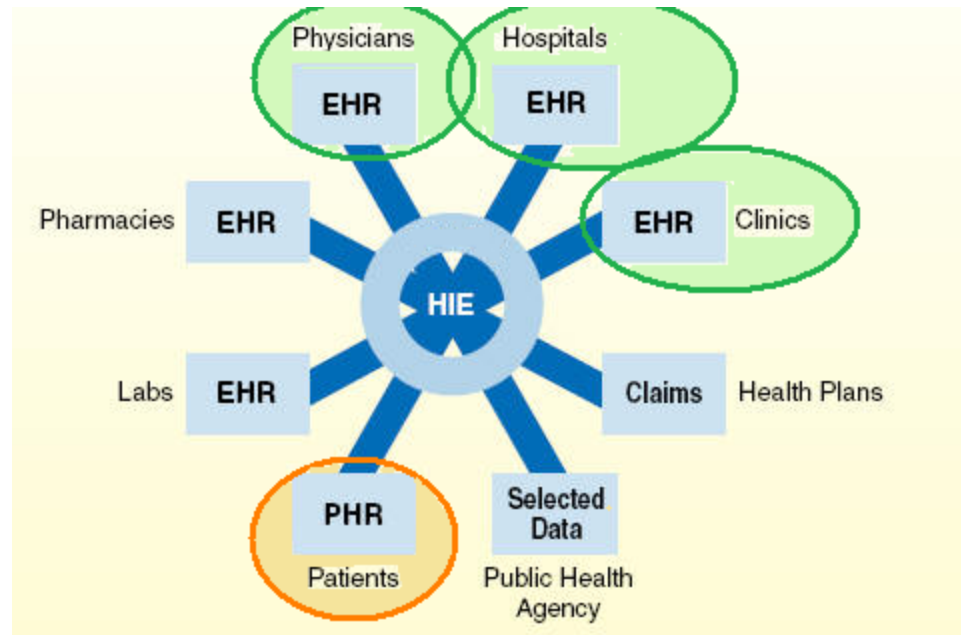 Physicians
Hospitals
EHR
EHR
Pharmacies
EHR
EHR
Clinics
HIE
Labs
EHR
Claims
Health Plans
PHR
Selected
Data
Patients
Public Health
Agency